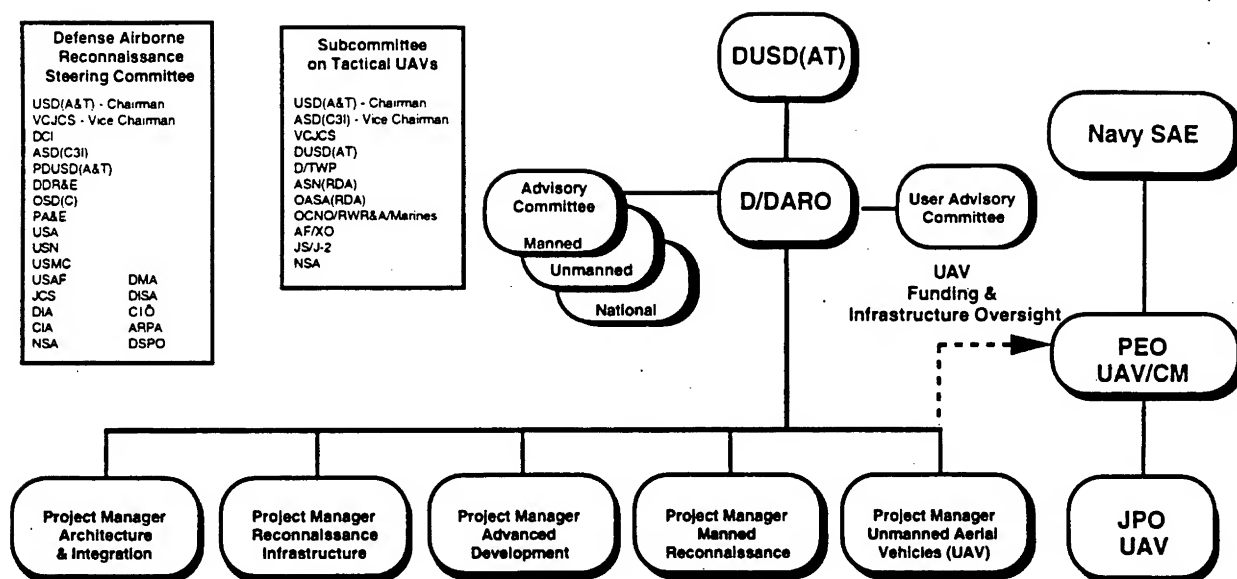 Defense Airborne
Reconnaissance
Steering Committee
USD(A&T) - Chairman
VCJCS - Vice Chairman
DCI
ASD(C3I)
PDUSD(A&T)
DDR&E
OSD(C)
PA&E
USA
USN
USMC
USAF DMA
JCS DISA
DIA CIO
CIA ARPA
NSA DSPO
Subcommittee
on Tactical UAVs
USD(A&T) - Chairman
ASD(C3I) - Vice Chairman
VCJCS
DUSD(AT)
D/TWP
ASN(RDA)
OASA(RDA)
OCNO/RWR&A/Marines
AF/XO
JS/J-2
NSA
DUSD(AT)
D/DARO
Advisory
Committee
Manned
Unmanned
National
User Advisory
Committee
UAV
Funding &
Infrastructure Oversight
Navy SAE
PEO
UAV/CM
JPO
UAV
Project Manager
Architecture
& Integration
Project Manager
Reconnaissance
Infrastructure
Project Manager
Advanced
Development
Project Manager
Manned
Reconnaissance
Project Manager
Unmanned Aerial
Vehicles (UAV)